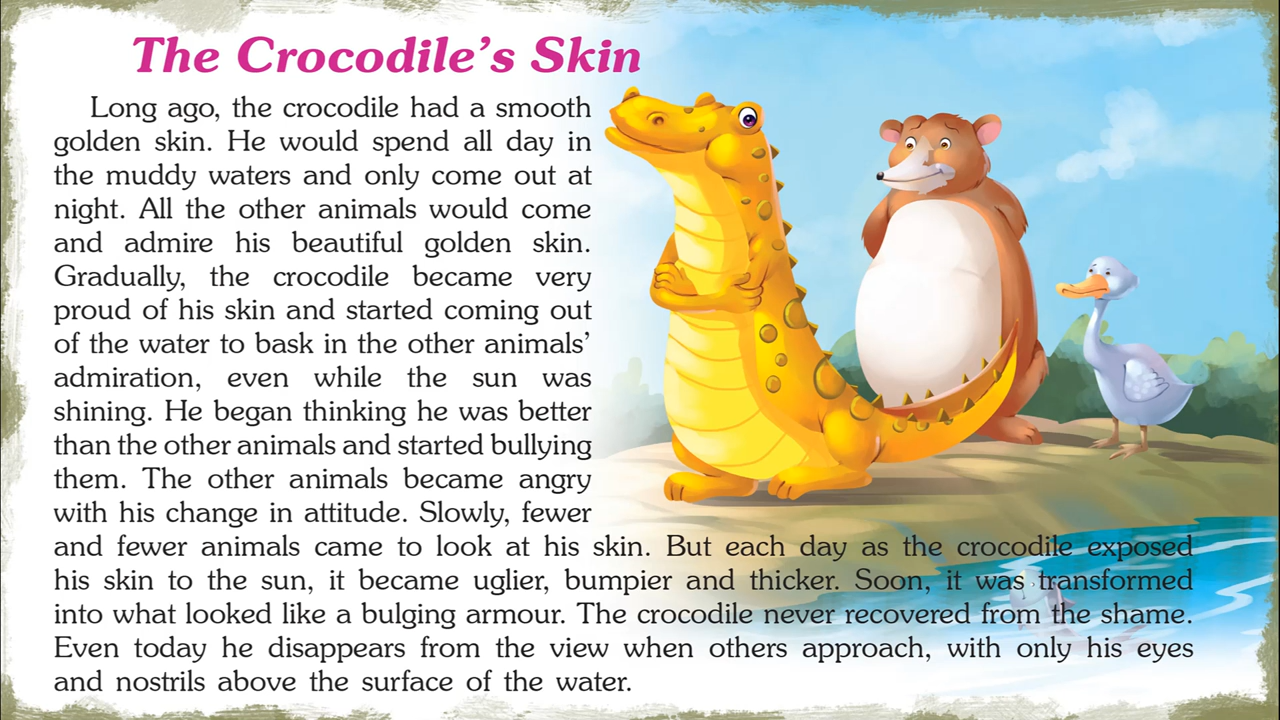 The Crocodile’s Skin
Long ago, the crocodile had a smooth
golden skin. He would spend all day in
the muddy waters and only come out at
night. All the other animals would come
and admire his beautiful golden skin.
Gradually, the crocodile became very
proud of his skin and started coming out
of the water to bask in the other animals’
admiration, even while the sun was
shining. He began thinking he was better
than the other animals and started bullying
them. The other animals became angry
with his change in attitude. Slowly, fewer
and fewer animals came to look at his skin. But each day as the crocodile exposed
his skin to the sun, it became uglier, bumpier and thicker. Soon, it was transformed
into what looked like a bulging armour. The crocodile never recovered from the shame.
Even today he disappears from the view when others approach, with only his eyes
and nostrils above the surface of the water.